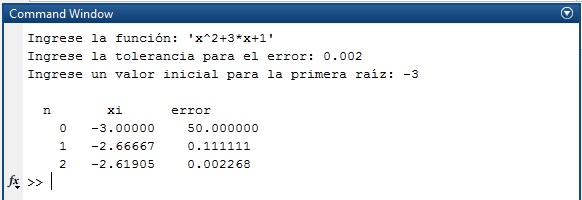 Command Window
Ingrese la función: 'x^2+3*x+1'
Ingrese la tolerancia para el error: 0.002
Ingrese un valor inicial para la primera raíz: -3
n xi error
0 -3.00000 50.000000
1 -2.66667 0.111111
2 -2.61905 0.002268
fx >>